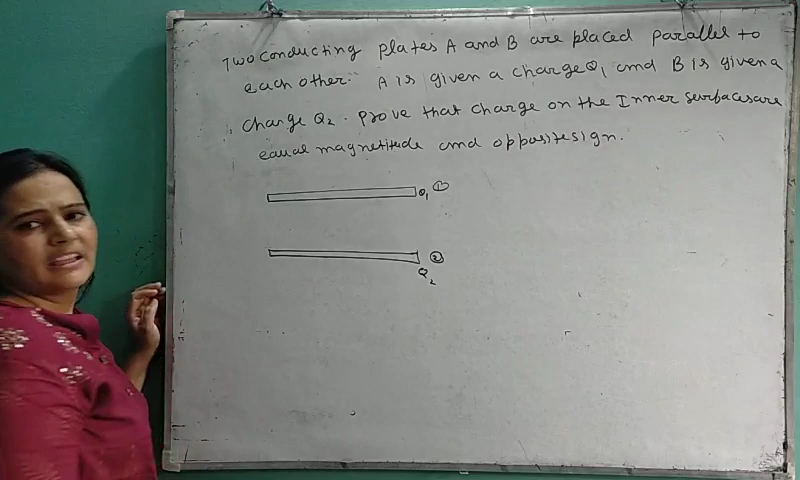 Two conducting plates A and B are placed parallel to
each other. A is given a charge Q1 and B is given a
charge Q2. Prove that charge on the Inner surfaces are
equal magnetitude and opposite sign.
Q1 ①
②
Q2